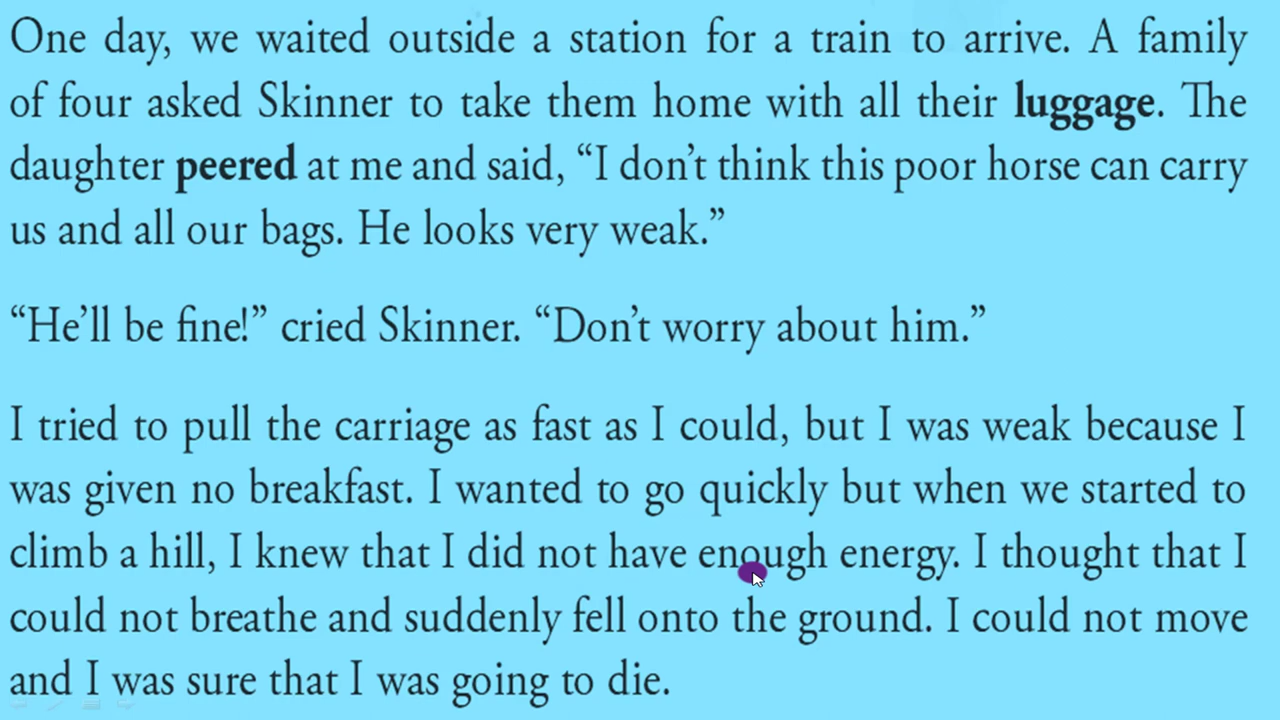 One day, we waited outside a station for a train to arrive. A family
of four asked Skinner to take them home with all their luggage. The
daughter peered at me and said, “I don’t think this poor horse can carry
us and all our bags. He looks very weak.”
“He’ll be fine!” cried Skinner. “Don’t worry about him.”
I tried to pull the carriage as fast as I could, but I was weak because I
was given no breakfast. I wanted to go quickly but when we started to
climb a hill, I knew that I did not have enough energy. I thought that I
could not breathe and suddenly fell onto the ground. I could not move
and I was sure that I was going to die.